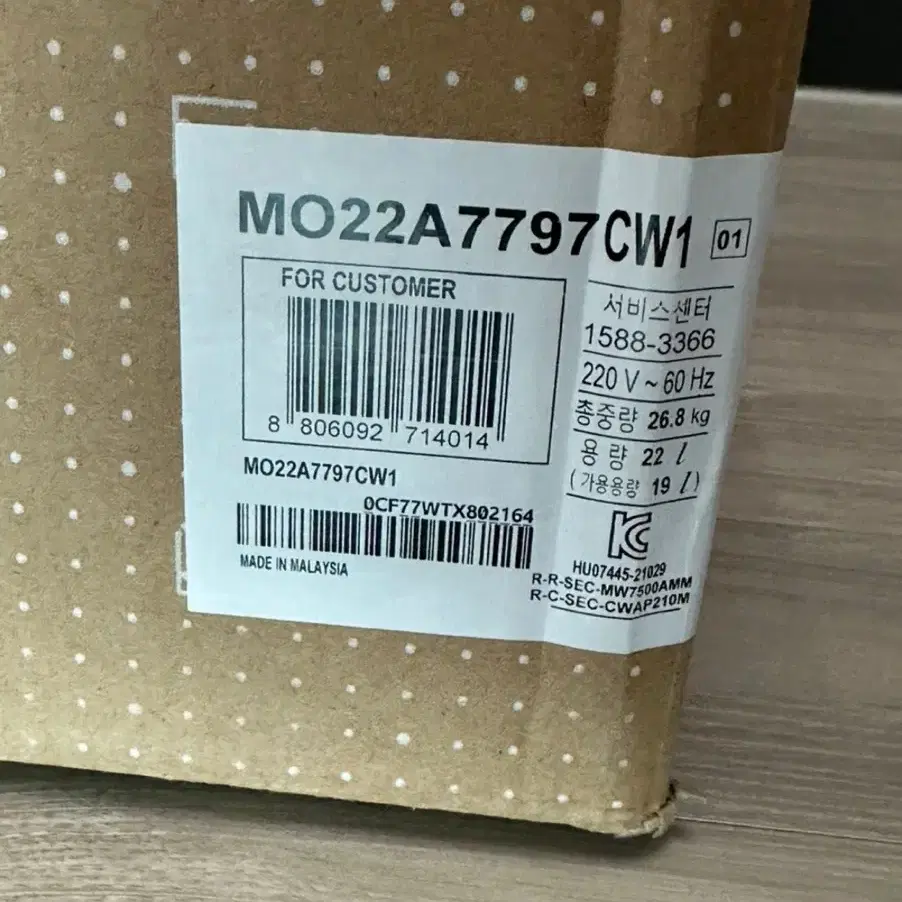 MO22A7797CW1 01
FOR CUSTOMER
8 806092 714014
MO22A7797CW1
0CF77WTX802164
MADE IN MALAYSIA
서비스센터
1588-3366
220 V ~ 60 Hz
총중량 26.8 kg
용 량 22 l
(가용용량 19 l)
HU07445-21029
R-R-SEC-MW7500AMM
R-C-SEC-CWAP210M